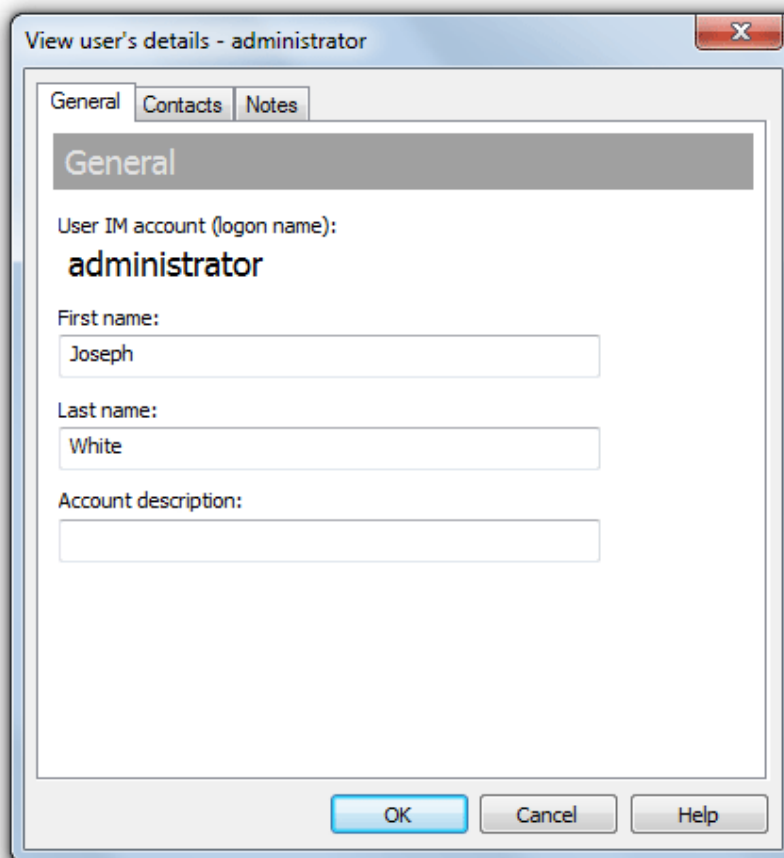 View user's details - administrator
General Contacts Notes
General
User IM account (logon name):
administrator
First name:
Joseph
Last name:
White
Account description:
OK Cancel Help